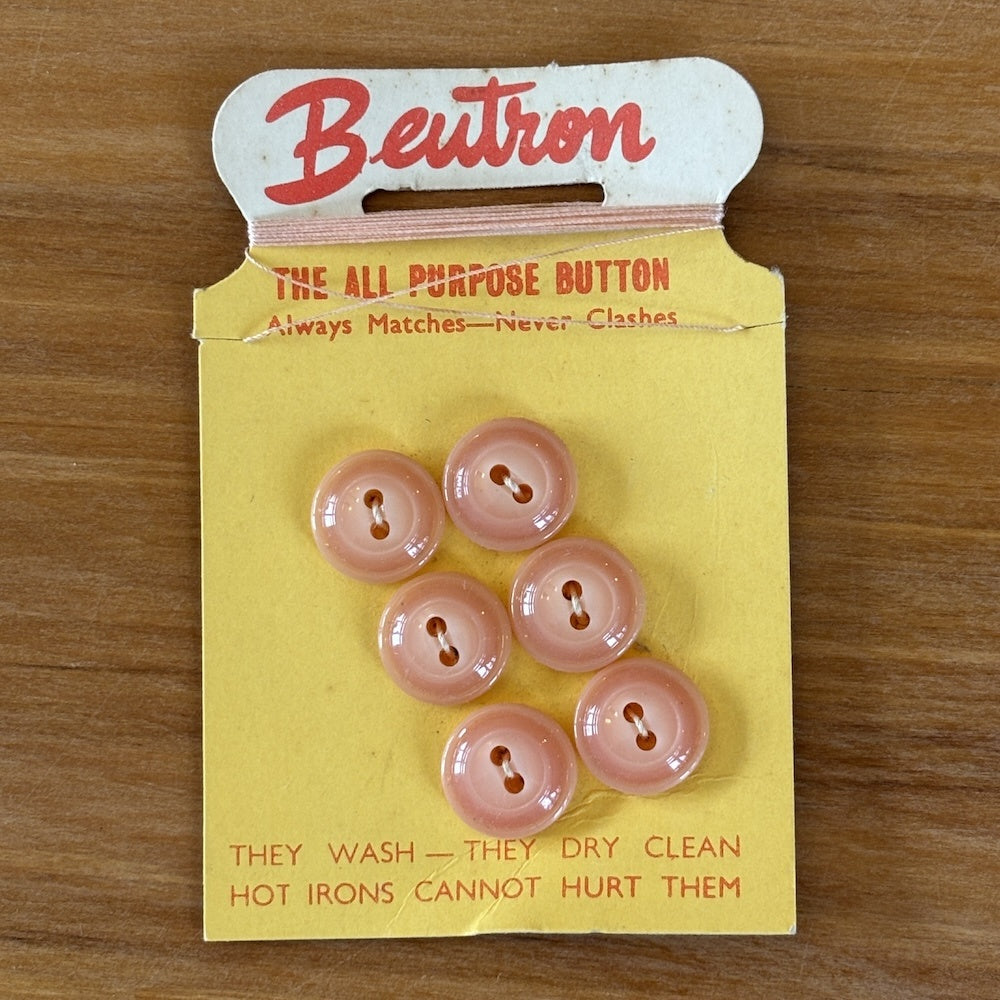 Beutron
THE ALL PURPOSE BUTTON
Always Matches—Never Clashes
THEY WASH — THEY DRY CLEAN
HOT IRONS CANNOT HURT THEM